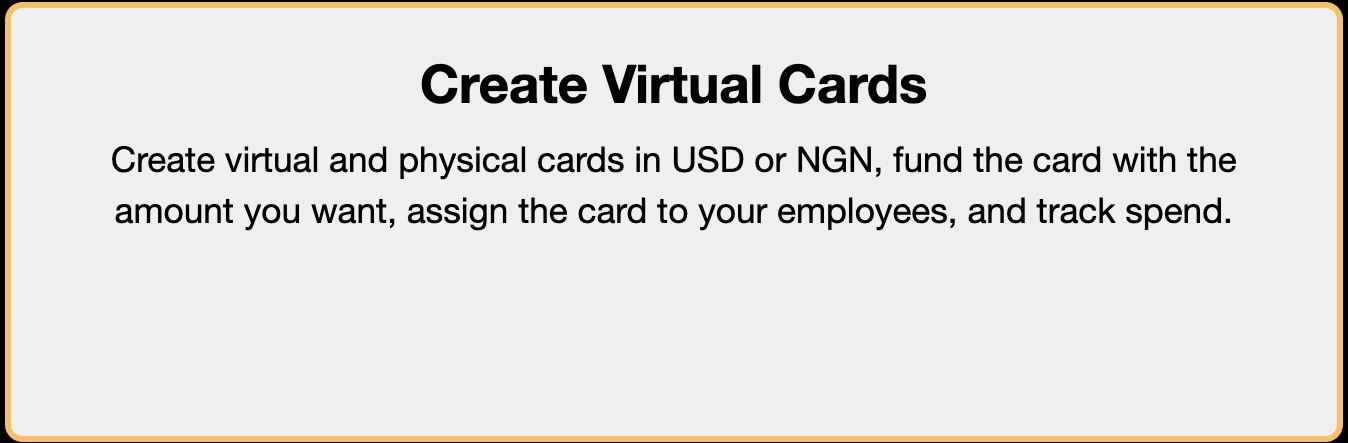 Create Virtual Cards
Create virtual and physical cards in USD or NGN, fund the card with the
amount you want, assign the card to your employees, and track spend.